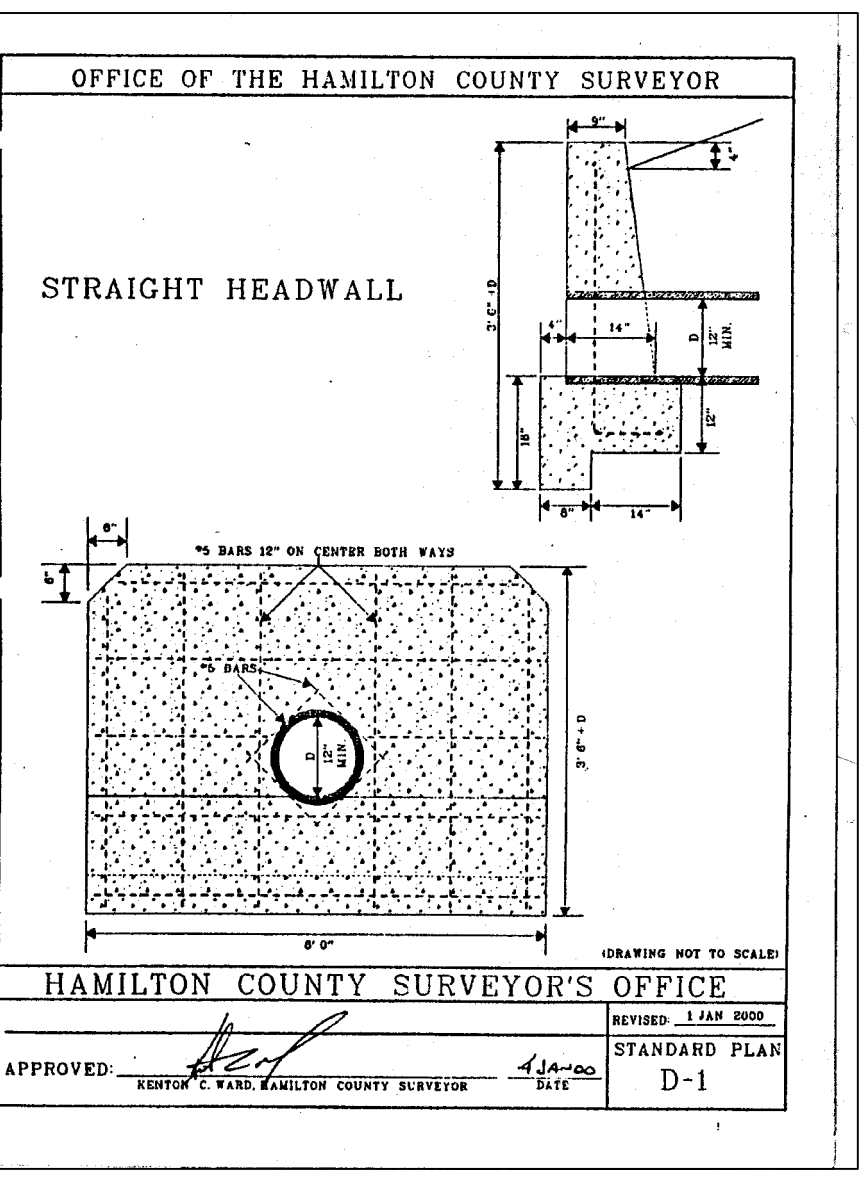 OFFICE OF THE HAMILTON COUNTY SURVEYOR
9"
4"
STRAIGHT HEADWALL
3' 6" +D
4"
14"
D
12"
MIN.
18"
12"
8"
14"
6"
6"
#5 BARS 12" ON CENTER BOTH WAYS
#5 BARS
D
12"
MIN.
3' 6" + D
6' 0"
(DRAWING NOT TO SCALE)
HAMILTON COUNTY SURVEYOR'S OFFICE
REVISED: 1 JAN 2000
APPROVED:
KENTON C. WARD, HAMILTON COUNTY SURVEYOR
4 JAN 00
DATE
STANDARD PLAN
D-1